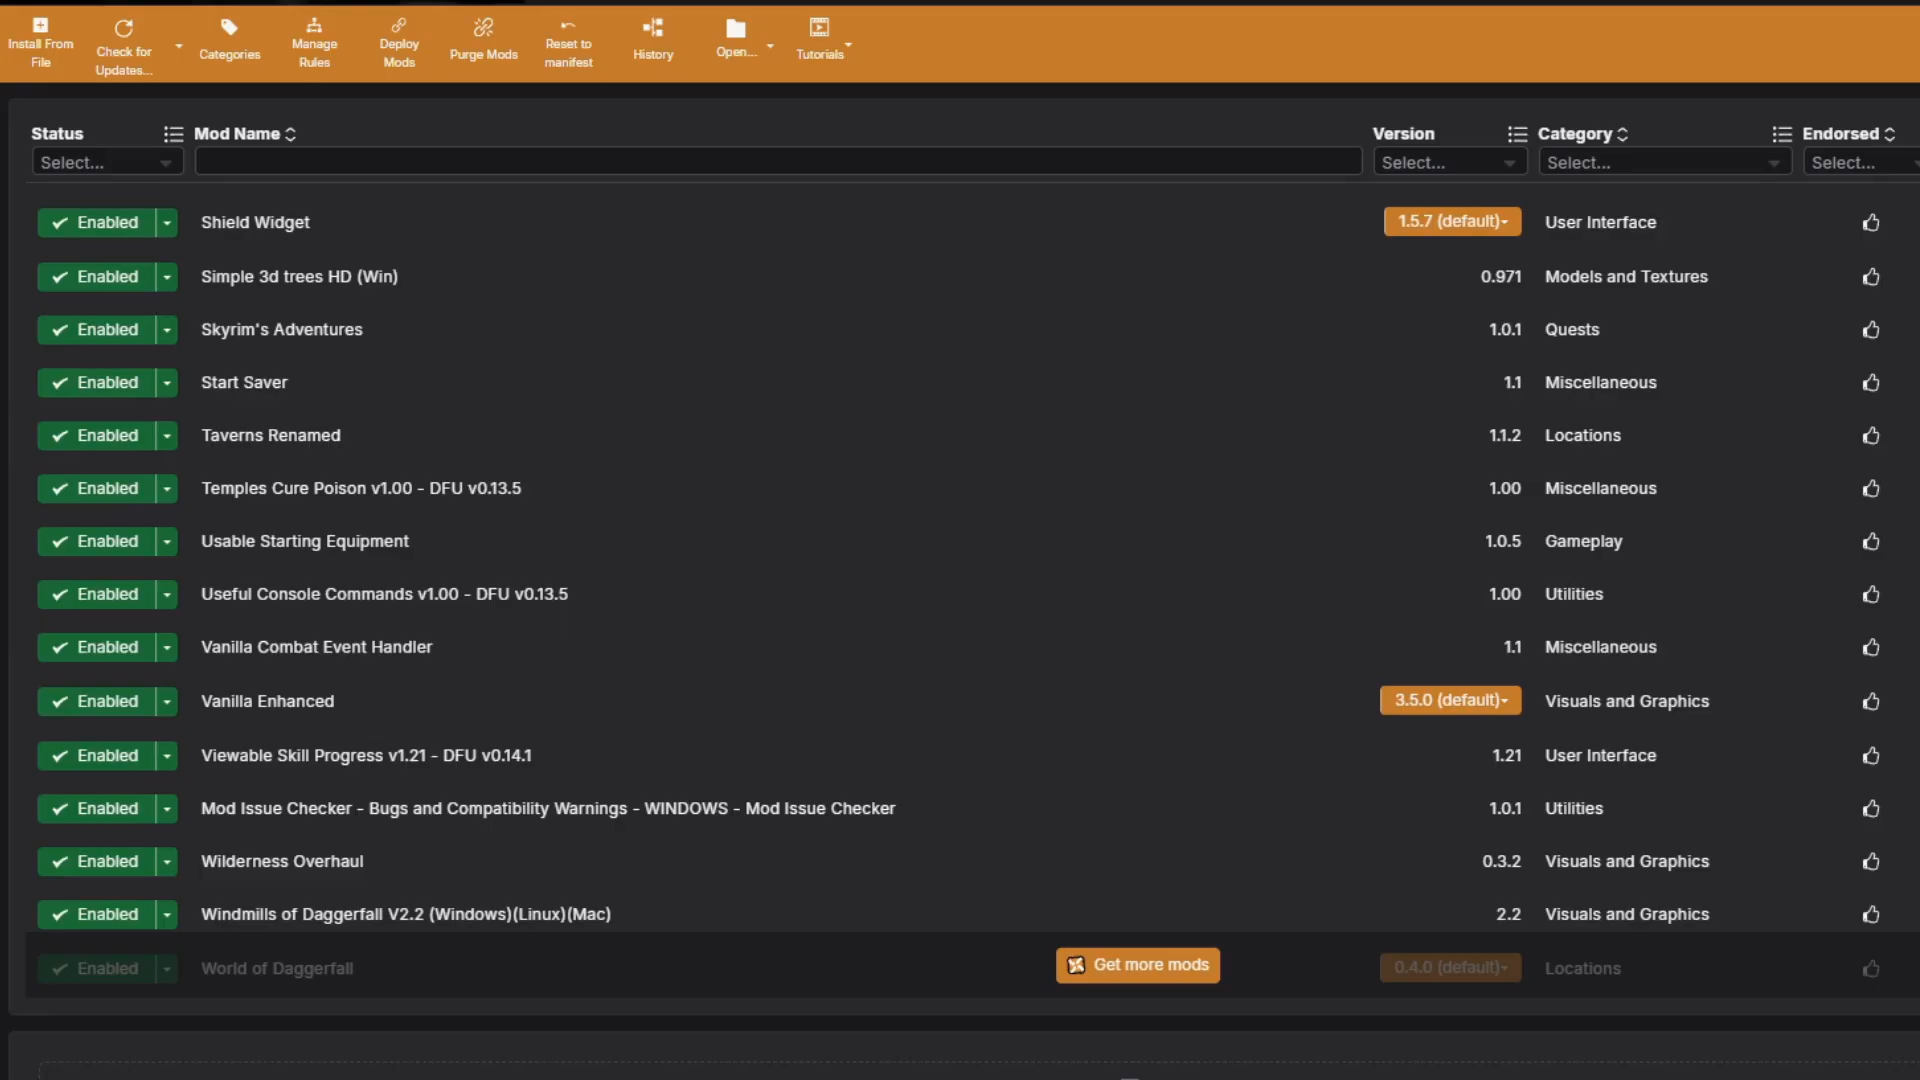 Install From File
Check for Updates...
Categories
Manage Rules
Deploy Mods
Purge Mods
Reset to manifest
History
Open...
Tutorials
Status Mod Name Version Category Endorsed
Select... Select... Select... Select...
Enabled Shield Widget 1.5.7 (default) User Interface
Enabled Simple 3d trees HD (Win) 0.971 Models and Textures
Enabled Skyrim's Adventures 1.0.1 Quests
Enabled Start Saver 1.1 Miscellaneous
Enabled Taverns Renamed 1.1.2 Locations
Enabled Temples Cure Poison v1.00 - DFU v0.13.5 1.00 Miscellaneous
Enabled Usable Starting Equipment 1.0.5 Gameplay
Enabled Useful Console Commands v1.00 - DFU v0.13.5 1.00 Utilities
Enabled Vanilla Combat Event Handler 1.1 Miscellaneous
Enabled Vanilla Enhanced 3.5.0 (default) Visuals and Graphics
Enabled Viewable Skill Progress v1.21 - DFU v0.14.1 1.21 User Interface
Enabled Mod Issue Checker - Bugs and Compatibility Warnings - WINDOWS - Mod Issue Checker 1.0.1 Utilities
Enabled Wilderness Overhaul 0.3.2 Visuals and Graphics
Enabled Windmills of Daggerfall V2.2 (Windows)(Linux)(Mac) 2.2 Visuals and Graphics
Enabled World of Daggerfall Get more mods 0.4.0 (default) Locations